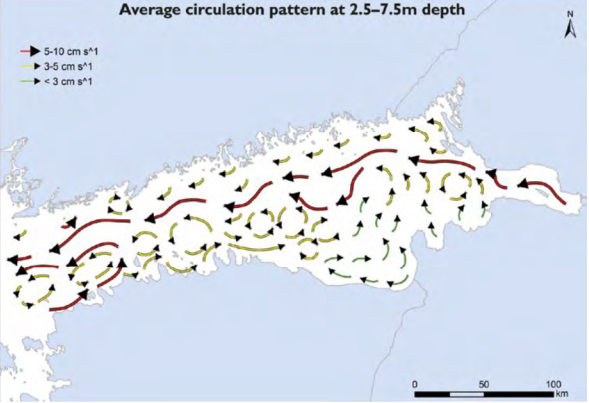 Average circulation pattern at 2.5–7.5m depth
N
5-10 cm s^1
3-5 cm s^1
< 3 cm s^1
0 50 100
km